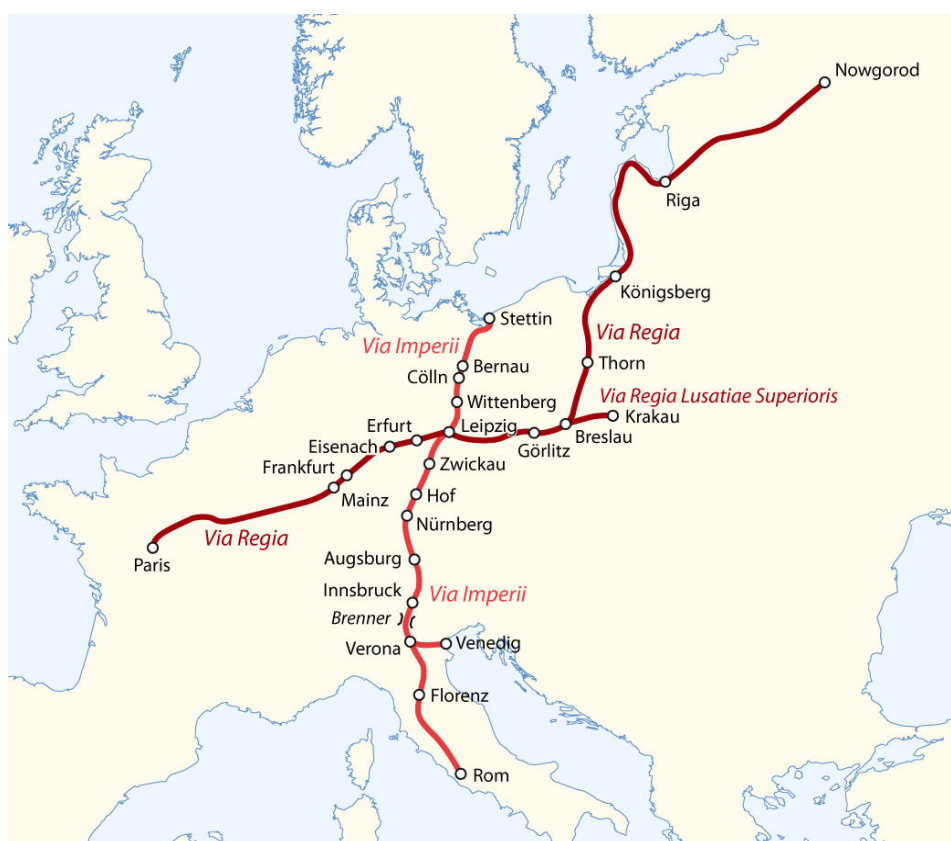 Nowgorod
Riga
Königsberg
Stettin
Via Regia
Via Imperii
Bernau
Thorn
Cölln
Via Regia Lusatiae Superioris
Wittenberg
Krakau
Erfurt
Leipzig
Breslau
Eisenach
Görlitz
Frankfurt
Zwickau
Mainz
Hof
Nürnberg
Via Regia
Paris
Augsburg
Innsbruck
Via Imperii
Brenner
Verona
Venedig
Florenz
Rom